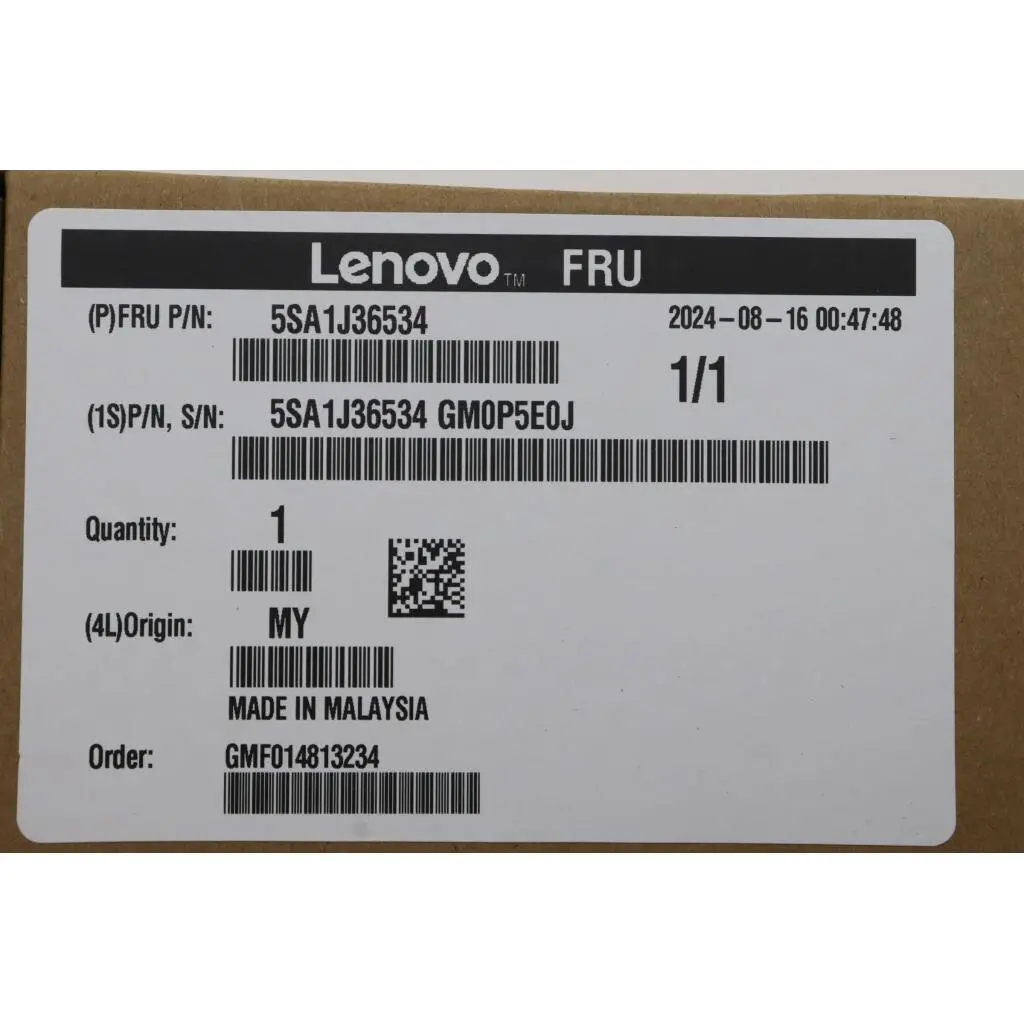 Lenovo™ FRU
(P)FRU P/N: 5SA1J36534 2024-08-16 00:47:48
1/1
(1S)P/N, S/N: 5SA1J36534 GM0P5E0J
Quantity: 1
(4L)Origin: MY
MADE IN MALAYSIA
Order: GMF014813234